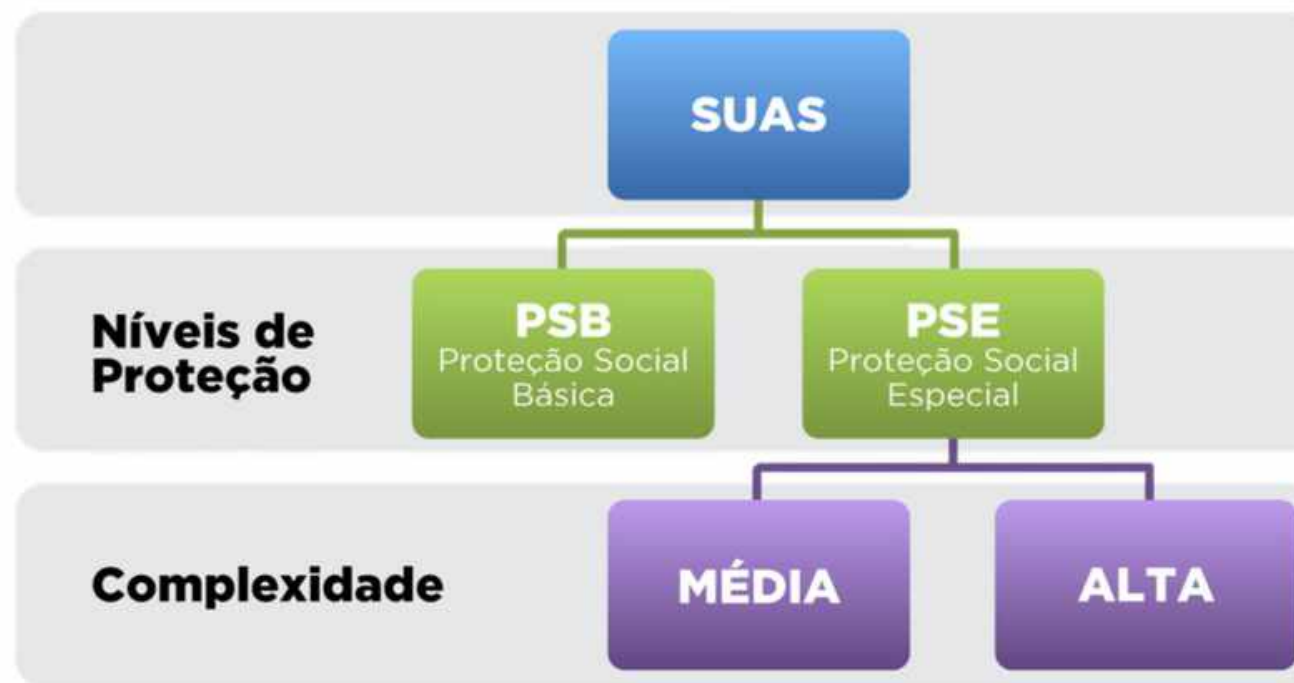 SUAS
Níveis de
Proteção
PSB
Proteção Social
Básica
PSE
Proteção Social
Especial
Complexidade
MÉDIA
ALTA